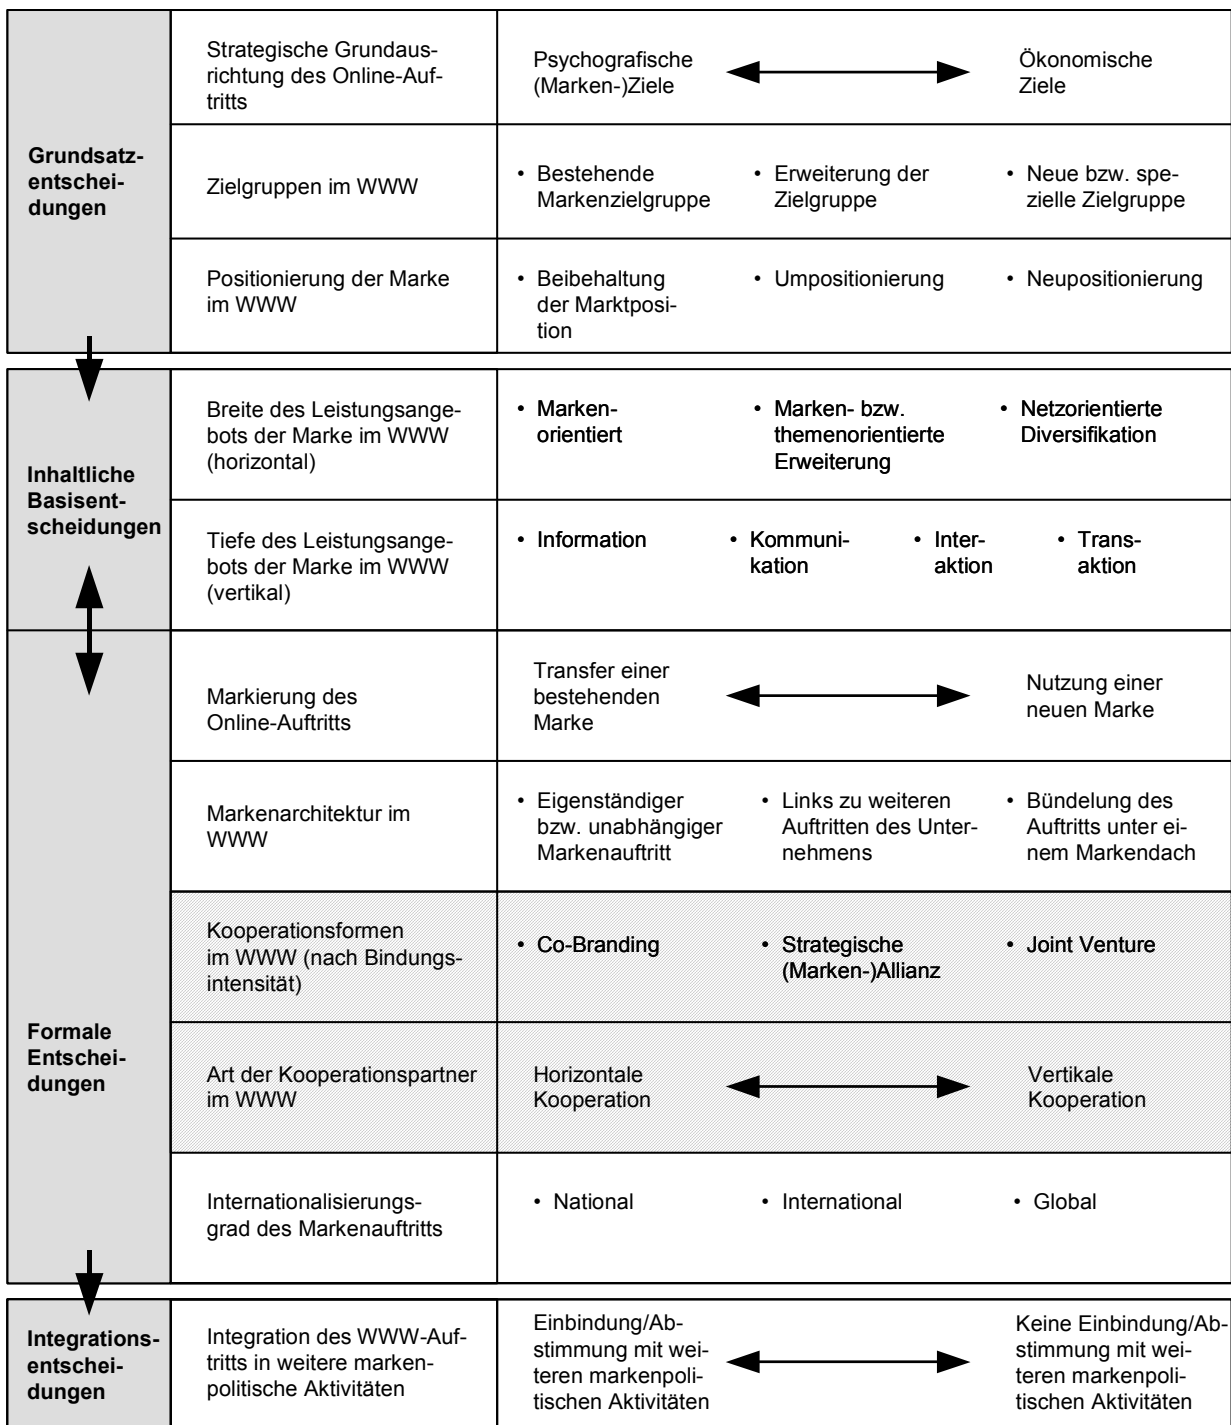 Grundsatz-
entschei-
dungen
Strategische Grundaus-
richtung des Online-Auf-
tritts
Psychografische
(Marken-)Ziele
Ökonomische
Ziele
Zielgruppen im WWW
• Bestehende
Markenzielgruppe
• Erweiterung der
Zielgruppe
• Neue bzw. spe-
zielle Zielgruppe
Positionierung der Marke
im WWW
• Beibehaltung
der Marktposi-
tion
• Umpositionierung
• Neupositionierung
Inhaltliche
Basisent-
scheidungen
Breite des Leistungsange-
bots der Marke im WWW
(horizontal)
• Marken-
orientiert
• Marken- bzw.
themenorientierte
Erweiterung
• Netzorientierte
Diversifikation
Tiefe des Leistungsange-
bots der Marke im WWW
(vertikal)
• Information
• Kommuni-
kation
• Inter-
aktion
• Trans-
aktion
Formale
Entschei-
dungen
Markierung des
Online-Auftritts
Transfer einer
bestehenden
Marke
Nutzung einer
neuen Marke
Markenarchitektur im
WWW
• Eigenständiger
bzw. unabhängiger
Markenauftritt
• Links zu weiteren
Auftritten des Unter-
nehmens
• Bündelung des
Auftritts unter ei-
nem Markendach
Kooperationsformen
im WWW (nach Bindungs-
intensität)
• Co-Branding
• Strategische
(Marken-)Allianz
• Joint Venture
Art der Kooperationspartner
im WWW
Horizontale
Kooperation
Vertikale
Kooperation
Internationalisierungs-
grad des Markenauftritts
• National
• International
• Global
Integrations-
entschei-
dungen
Integration des WWW-Auf-
tritts in weitere marken-
politische Aktivitäten
Einbindung/Ab-
stimmung mit wei-
teren markenpoli-
tischen Aktivitäten
Keine Einbindung/Ab-
stimmung mit wei-
teren markenpoli-
tischen Aktivitäten